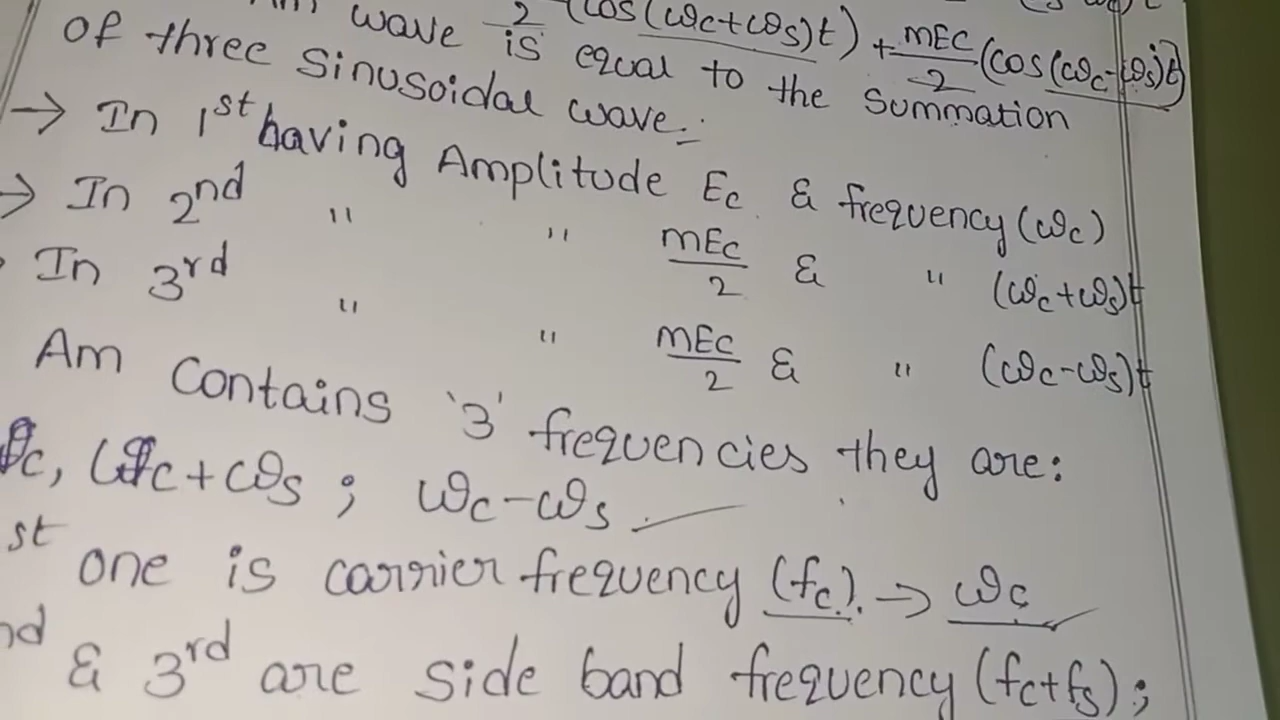 wave 2 (cos(ωc+ωs)t) + mEc/2 (cos(ωc-ωs)t)
is equal to the summation
of three sinusoidal wave.:
→ In 1st having Amplitude Ec & frequency (ωc)
→ In 2nd " " mEc/2 & " (ωc+ωs)t
In 3rd " " mEc/2 & " (ωc-ωs)t
Am contains '3' frequencies they are:
ωc, ωc+ωs ; ωc-ωs
st one is carrier frequency (fc). → ωc
nd & 3rd are side band frequency (fc+fs) ;